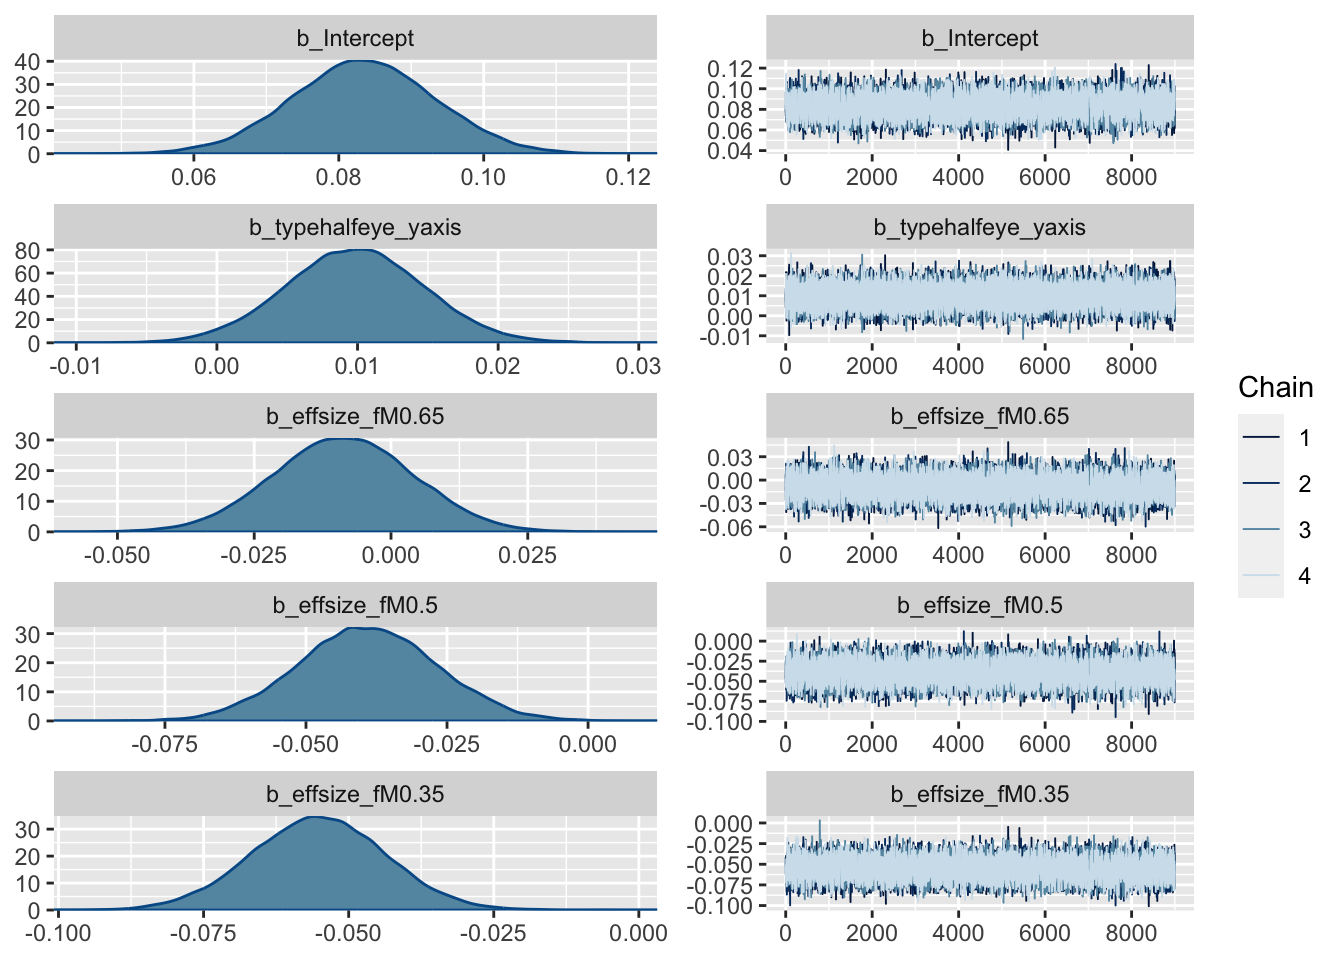 b_Intercept
40
30
20
10
0
0.06 0.08 0.10 0.12
b_Intercept
0.12
0.10
0.08
0.06
0.04
0 2000 4000 6000 8000
b_typehalfeye_yaxis
80
60
40
20
0
-0.01 0.00 0.01 0.02 0.03
b_typehalfeye_yaxis
0.03
0.02
0.01
0.00
-0.01
0 2000 4000 6000 8000
b_effsize_fM0.65
30
20
10
0
-0.050 -0.025 0.000 0.025
b_effsize_fM0.65
0.03
0.00
-0.03
-0.06
0 2000 4000 6000 8000
b_effsize_fM0.5
30
20
10
0
-0.075 -0.050 -0.025 0.000
b_effsize_fM0.5
0.000
-0.025
-0.050
-0.075
-0.100
0 2000 4000 6000 8000
b_effsize_fM0.35
30
20
10
0
-0.100 -0.075 -0.050 -0.025 0.000
b_effsize_fM0.35
0.000
-0.025
-0.050
-0.075
-0.100
0 2000 4000 6000 8000
Chain
1
2
3
4